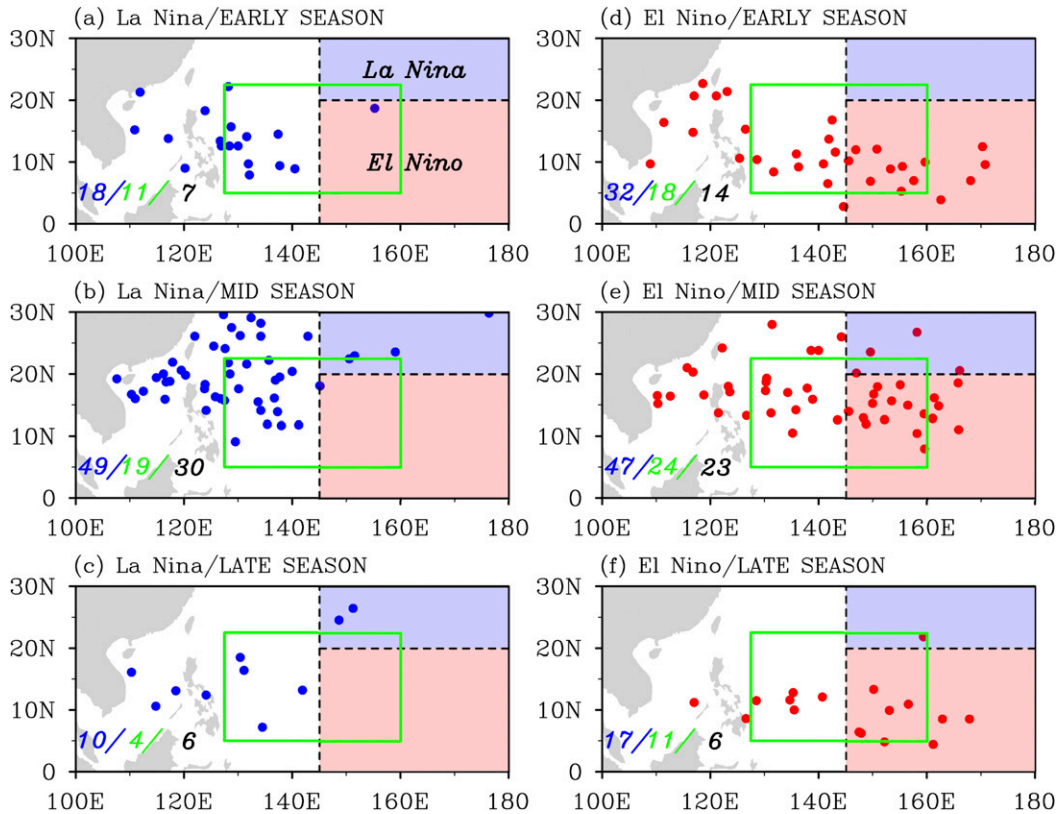 (a) La Nina/EARLY SEASON
30N
20N
10N
0
La Nina
El Nino
18/11/ 7
100E 120E 140E 160E 180
(d) El Nino/EARLY SEASON
30N
20N
10N
0
32/18/ 14
100E 120E 140E 160E 180
(b) La Nina/MID SEASON
30N
20N
10N
0
49/19/ 30
100E 120E 140E 160E 180
(e) El Nino/MID SEASON
30N
20N
10N
0
47/24/ 23
100E 120E 140E 160E 180
(c) La Nina/LATE SEASON
30N
20N
10N
0
10/ 4/ 6
100E 120E 140E 160E 180
(f) El Nino/LATE SEASON
30N
20N
10N
0
17/11/ 6
100E 120E 140E 160E 180